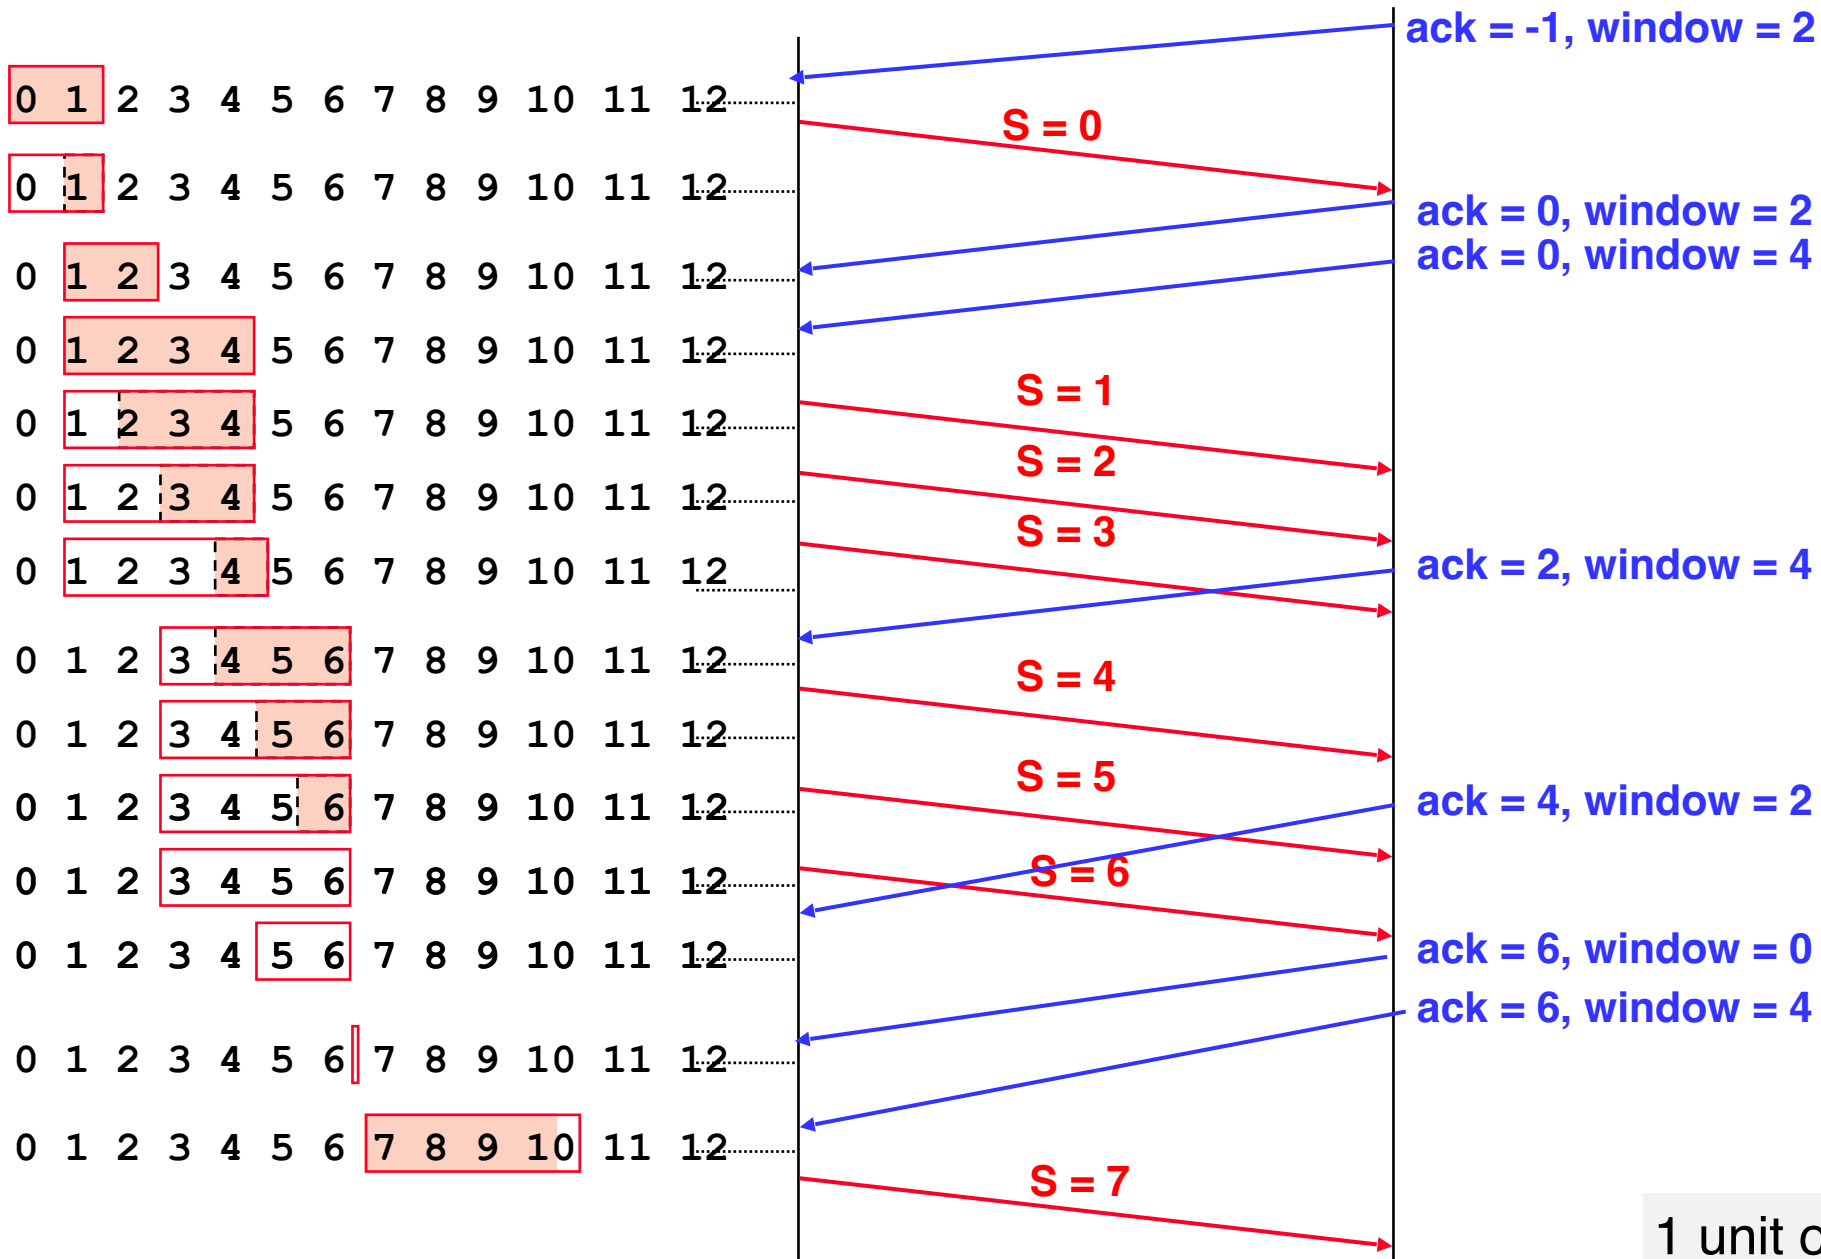 ack = -1, window = 2
0 1 2 3 4 5 6 7 8 9 10 11 12
S = 0
0 1 2 3 4 5 6 7 8 9 10 11 12
ack = 0, window = 2
ack = 0, window = 4
0 1 2 3 4 5 6 7 8 9 10 11 12
0 1 2 3 4 5 6 7 8 9 10 11 12
S = 1
0 1 2 3 4 5 6 7 8 9 10 11 12
S = 2
0 1 2 3 4 5 6 7 8 9 10 11 12
S = 3
0 1 2 3 4 5 6 7 8 9 10 11 12
ack = 2, window = 4
0 1 2 3 4 5 6 7 8 9 10 11 12
S = 4
0 1 2 3 4 5 6 7 8 9 10 11 12
S = 5
0 1 2 3 4 5 6 7 8 9 10 11 12
ack = 4, window = 2
S = 6
0 1 2 3 4 5 6 7 8 9 10 11 12
0 1 2 3 4 5 6 7 8 9 10 11 12
ack = 6, window = 0
ack = 6, window = 4
0 1 2 3 4 5 6 7 8 9 10 11 12
0 1 2 3 4 5 6 7 8 9 10 11 12
S = 7
1 unit